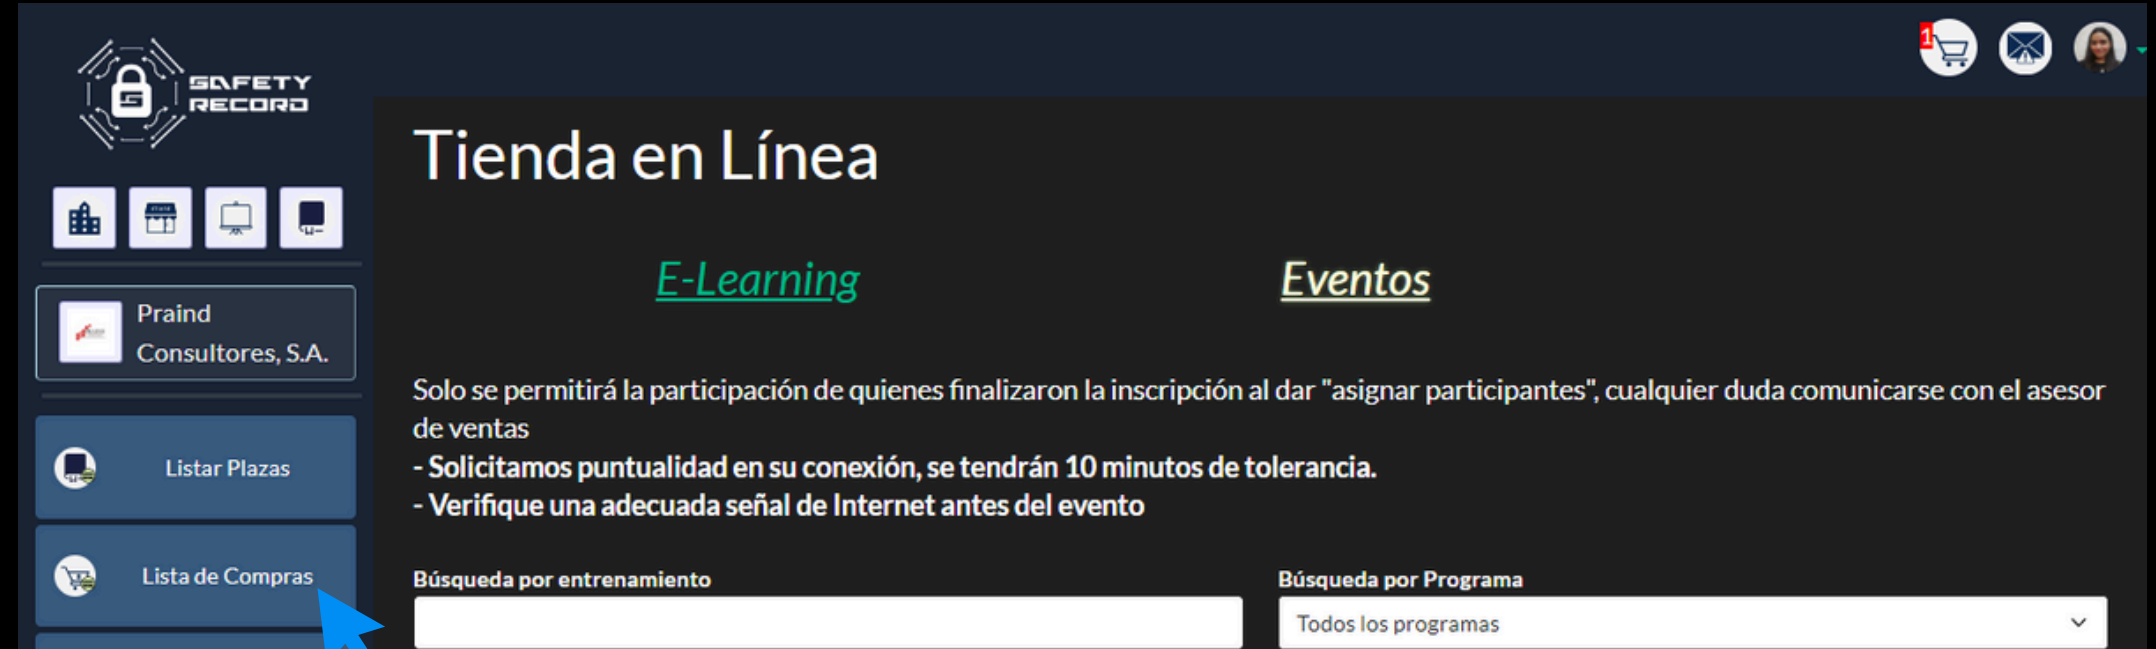 SAFETY
RECORD
1
Tienda en Línea
E-Learning
Eventos
Praind
Consultores, S.A.
Solo se permitirá la participación de quienes finalizaron la inscripción al dar "asignar participantes", cualquier duda comunicarse con el asesor
de ventas
- Solicitamos puntualidad en su conexión, se tendrán 10 minutos de tolerancia.
- Verifique una adecuada señal de Internet antes del evento
Listar Plazas
Lista de Compras
Búsqueda por entrenamiento
Búsqueda por Programa
Todos los programas